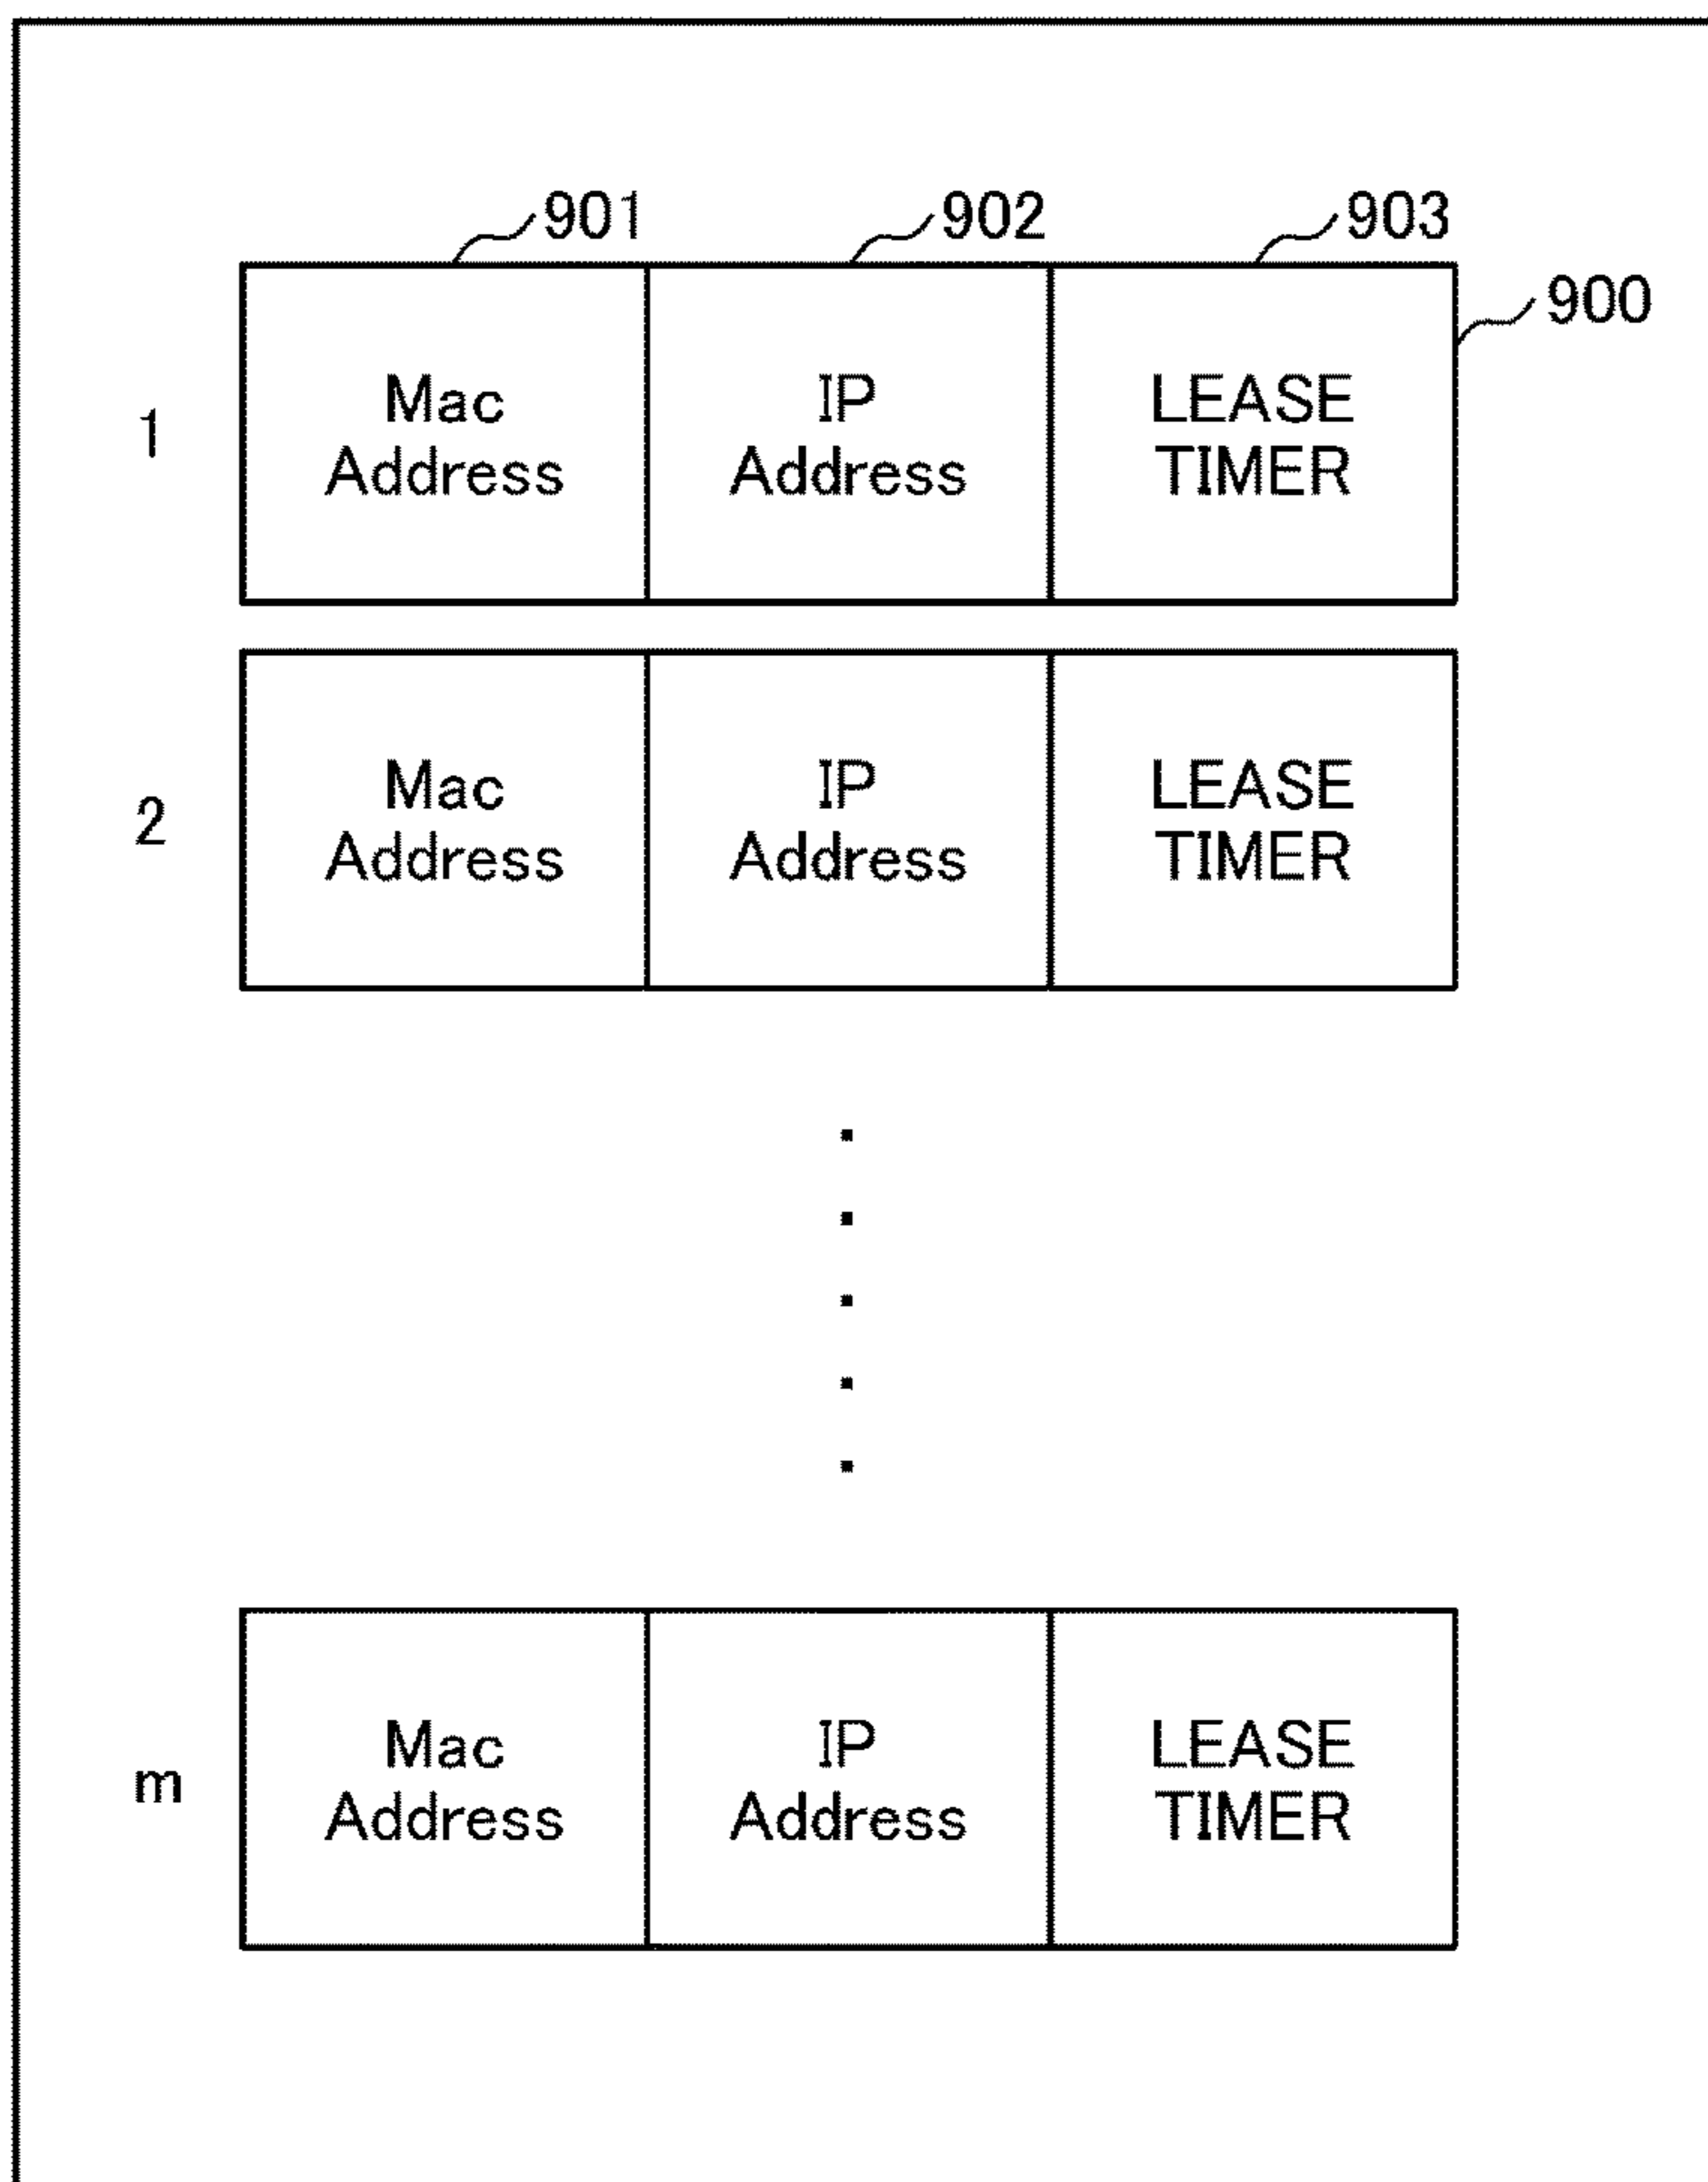 901 902 903
900
Mac IP LEASE
1
Address Address TIMER
Mac IP LEASE
2
Address Address TIMER
Mac IP LEASE
m
Address Address TIMER